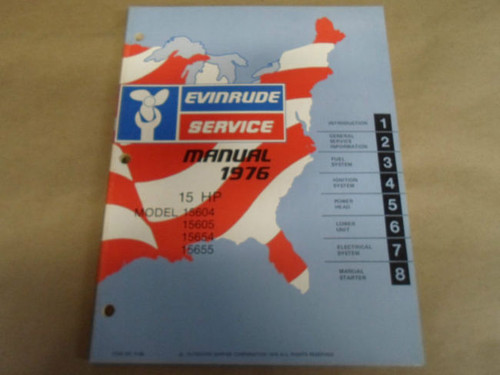 EVINRUDE
SERVICE
MANUAL
1976
15 HP
MODEL 15604
15605
15654
15655
INTRODUCTION 1
GENERAL
SERVICE
INFORMATION 2
FUEL
SYSTEM 3
IGNITION
SYSTEM 4
POWER
HEAD 5
LOWER
UNIT 6
ELECTRICAL
SYSTEM 7
MANUAL
STARTER 8